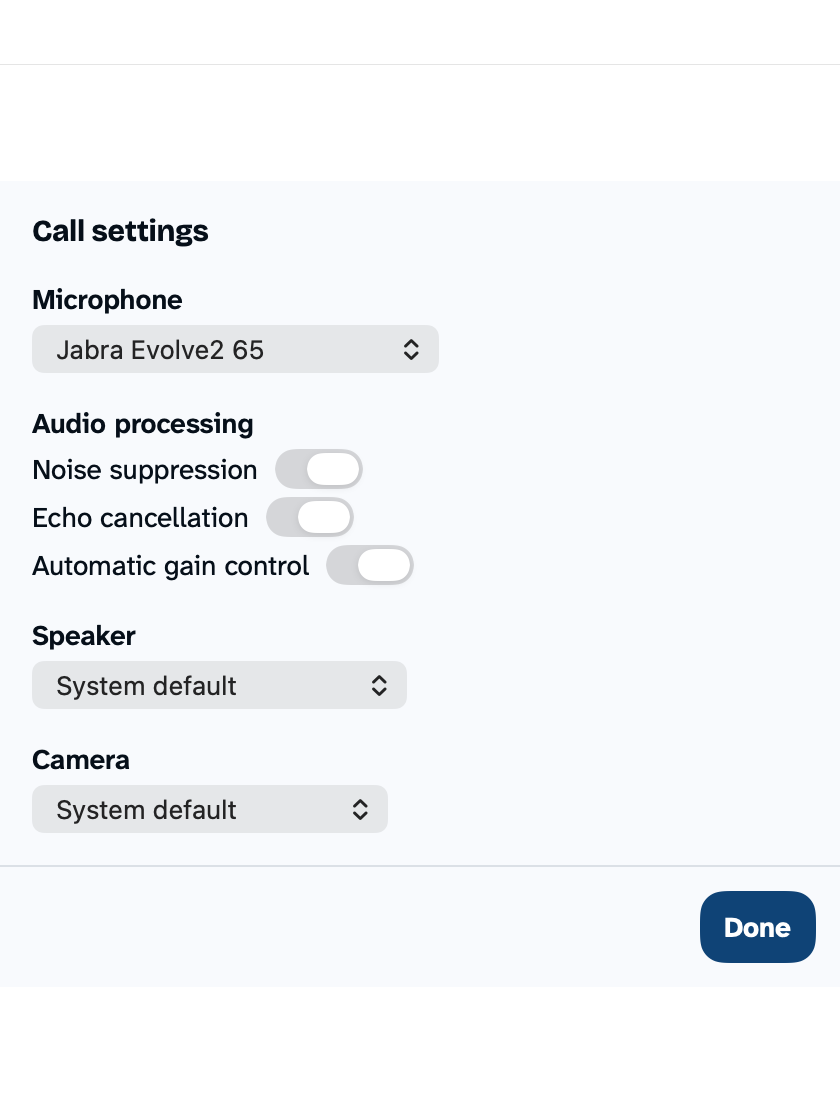 Call settings
Microphone
Jabra Evolve2 65
Audio processing
Noise suppression
Echo cancellation
Automatic gain control
Speaker
System default
Camera
System default
Done